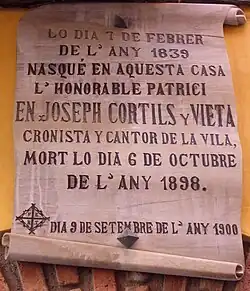 LO DIA 7 DE FEBRER
DE L'ANY 1839
NASQUÉ EN AQUESTA CASA
L'HONORABLE PATRICI
EN JOSEPH CORTILS Y VIETA
CRONISTA Y CANTOR DE LA VILA,
MORT LO DIA 6 DE OCTUBRE
DE L'ANY 1898.
DIA 9 DE SETEMBRE DE L'ANY 1900